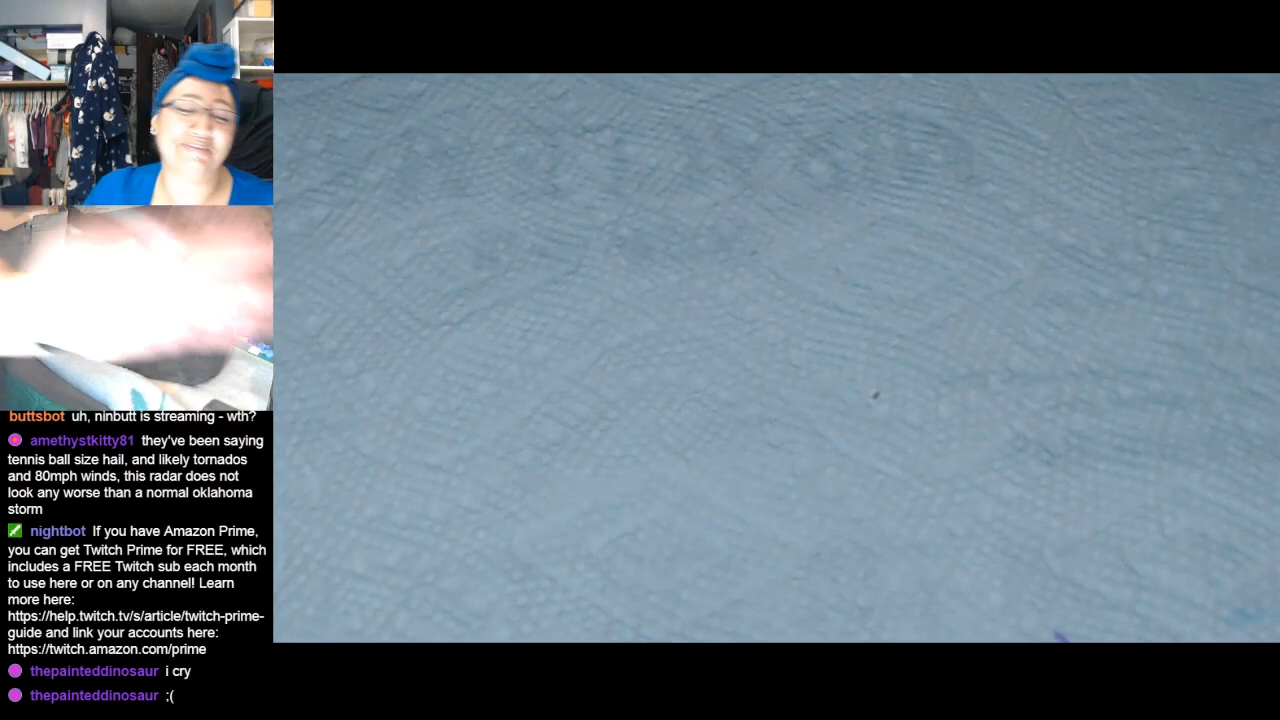 buttsbot uh, ninbutt is streaming - wth?
amethystkitty81 they've been saying
tennis ball size hail, and likely tornados
and 80mph winds, this radar does not
look any worse than a normal oklahoma
storm
nightbot If you have Amazon Prime,
you can get Twitch Prime for FREE, which
includes a FREE Twitch sub each month
to use here or on any channel! Learn
more here:
https://help.twitch.tv/s/article/twitch-prime-
guide and link your accounts here:
https://twitch.amazon.com/prime
thepainteddinosaur i cry
thepainteddinosaur ;(